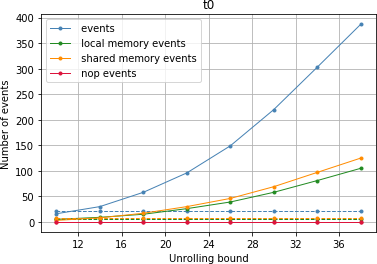 t0
Number of events
400
350
300
250
200
150
100
50
0
events
local memory events
shared memory events
nop events
12 16 20 24 28 32 36
Unrolling bound